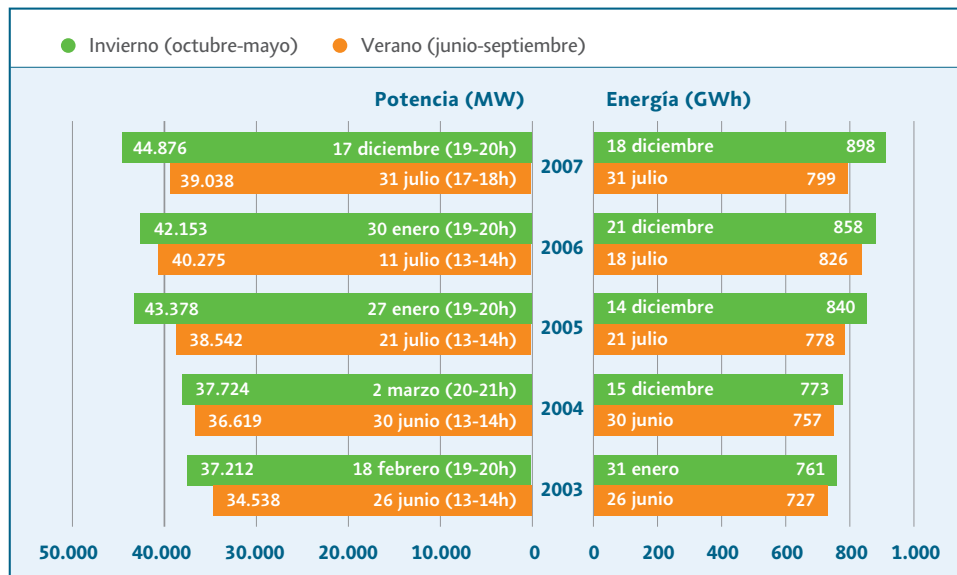 Invierno (octubre-mayo) Verano (junio-septiembre)
Potencia (MW) Energía (GWh)
44.876 17 diciembre (19-20h) 2007 18 diciembre 898
39.038 31 julio (17-18h) 31 julio 799
42.153 30 enero (19-20h) 2006 21 diciembre 858
40.275 11 julio (13-14h) 18 julio 826
43.378 27 enero (19-20h) 2005 14 diciembre 840
38.542 21 julio (13-14h) 21 julio 778
37.724 2 marzo (20-21h) 2004 15 diciembre 773
36.619 30 junio (13-14h) 30 junio 757
37.212 18 febrero (19-20h) 2003 31 enero 761
34.538 26 junio (13-14h) 26 junio 727
50.000 40.000 30.000 20.000 10.000 0 0 200 400 600 800 1.000